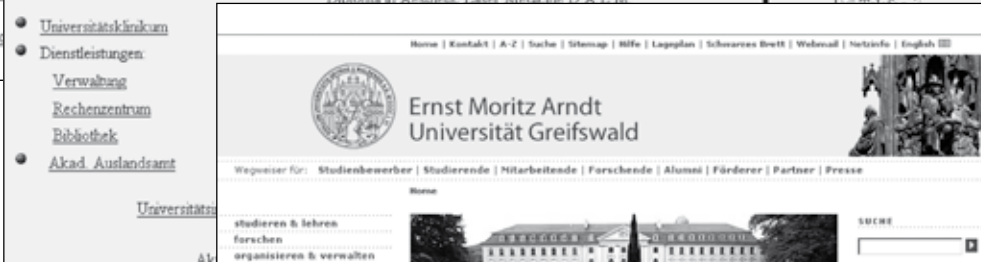 Universitätsklinikum
Dienstleistungen:
Verwaltung
Rechenzentrum
Bibliothek
Akad. Auslandsamt
Home | Kontakt | A-Z | Suche | Sitemap | Hilfe | Lageplan | Schwarzes Brett | Webmail | Netzinfo | English
Ernst Moritz Arndt
Universität Greifswald
Wegweiser für: Studienbewerber | Studierende | Mitarbeitende | Forschende | Alumni | Förderer | Partner | Presse
Home
studieren & lehren
forschen
organisieren & verwalten
SUCHE